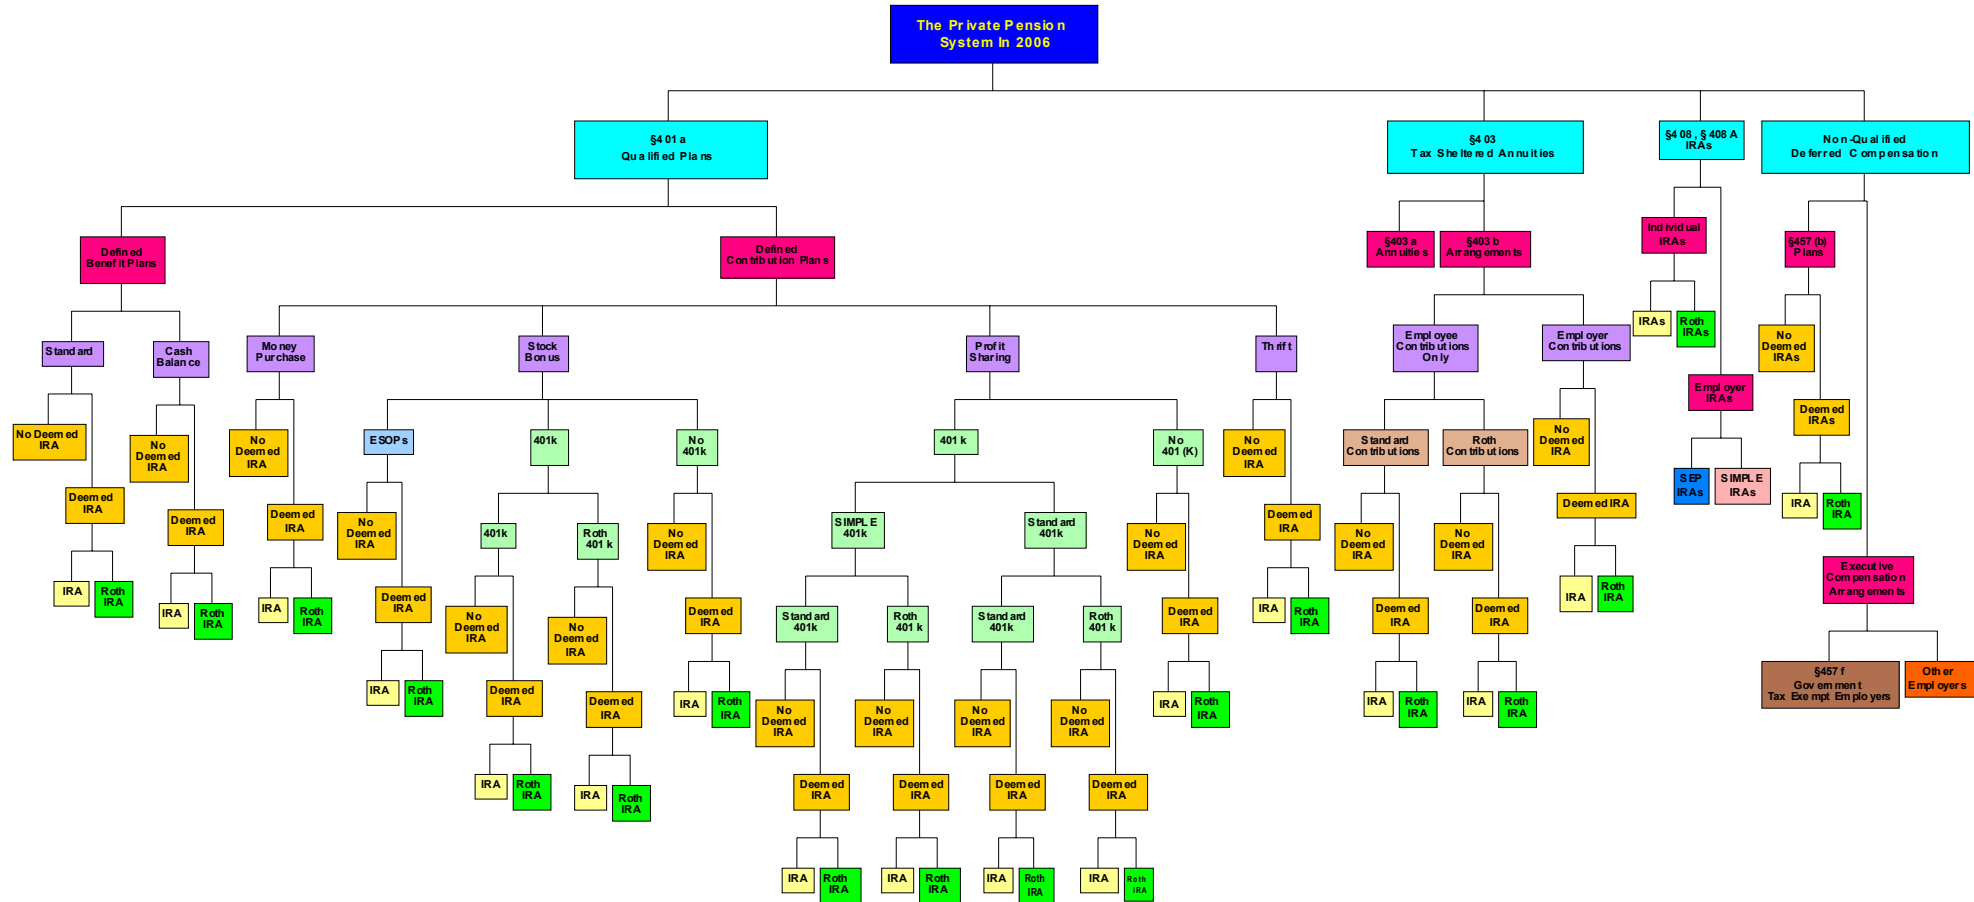 The Private Pension
System In 2006
§401a
Qualified Plans
§403
Tax Sheltered Annuities
§408, §408A
IRAs
Non-Qualified
Deferred Compensation
Defined
Benefit Plans
Defined
Contribution Plans
§403a
Annuities
§403b
Arrangements
Individual
IRAs
§457(b)
Plans
Standard
Cash
Balance
Money
Purchase
Stock
Bonus
Profit
Sharing
Thrift
Employee
Contributions
Only
Employer
Contributions
IRAs
Roth
IRAs
No
Deemed
IRAs
Employer
IRAs
No Deemed
IRA
No
Deemed
IRA
No
Deemed
IRA
ESOPs
401k
No
401k
401k
No
401(K)
No
Deemed
IRA
Standard
Contributions
Roth
Contributions
No
Deemed
IRA
Deemed
IRAs
SEP
IRAs
SIMPLE
IRAs
Deemed
IRA
Deemed
IRA
Deemed
IRA
No
Deemed
IRA
401k
Roth
401k
No
Deemed
IRA
SIMPLE
401k
Standard
401k
No
Deemed
IRA
Deemed
IRA
No
Deemed
IRA
No
Deemed
IRA
Deemed IRA
IRA
Roth
IRA
IRA
Roth
IRA
IRA
Roth
IRA
IRA
Roth
IRA
Deemed
IRA
No
Deemed
IRA
No
Deemed
IRA
Deemed
IRA
Standard
401k
Roth
401k
Standard
401k
Roth
401k
Deemed
IRA
IRA
Roth
IRA
Deemed
IRA
Deemed
IRA
IRA
Roth
IRA
Executive
Compensation
Arrangements
IRA
Roth
IRA
Deemed
IRA
Deemed
IRA
IRA
Roth
IRA
No
Deemed
IRA
No
Deemed
IRA
No
Deemed
IRA
No
Deemed
IRA
IRA
Roth
IRA
IRA
Roth
IRA
IRA
Roth
IRA
§457f
Government
Tax Exempt Employers
Other
Employers
IRA
Roth
IRA
IRA
Roth
IRA
Deemed
IRA
Deemed
IRA
Deemed
IRA
Deemed
IRA
IRA
Roth
IRA
IRA
Roth
IRA
IRA
Roth
IRA
IRA
Roth
IRA